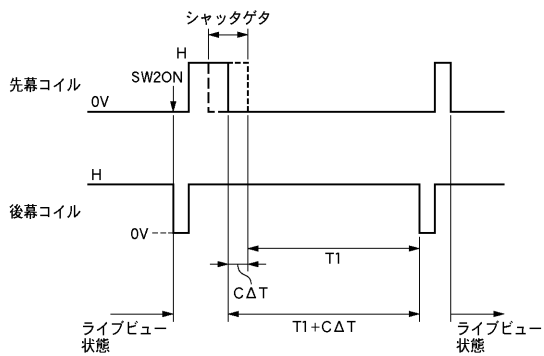 シャッタゲタ
H
SW2ON
先幕コイル
0V
H
後幕コイル
0V
T1
CΔT
T1+CΔT
ライブビュー
状態
ライブビュー
状態